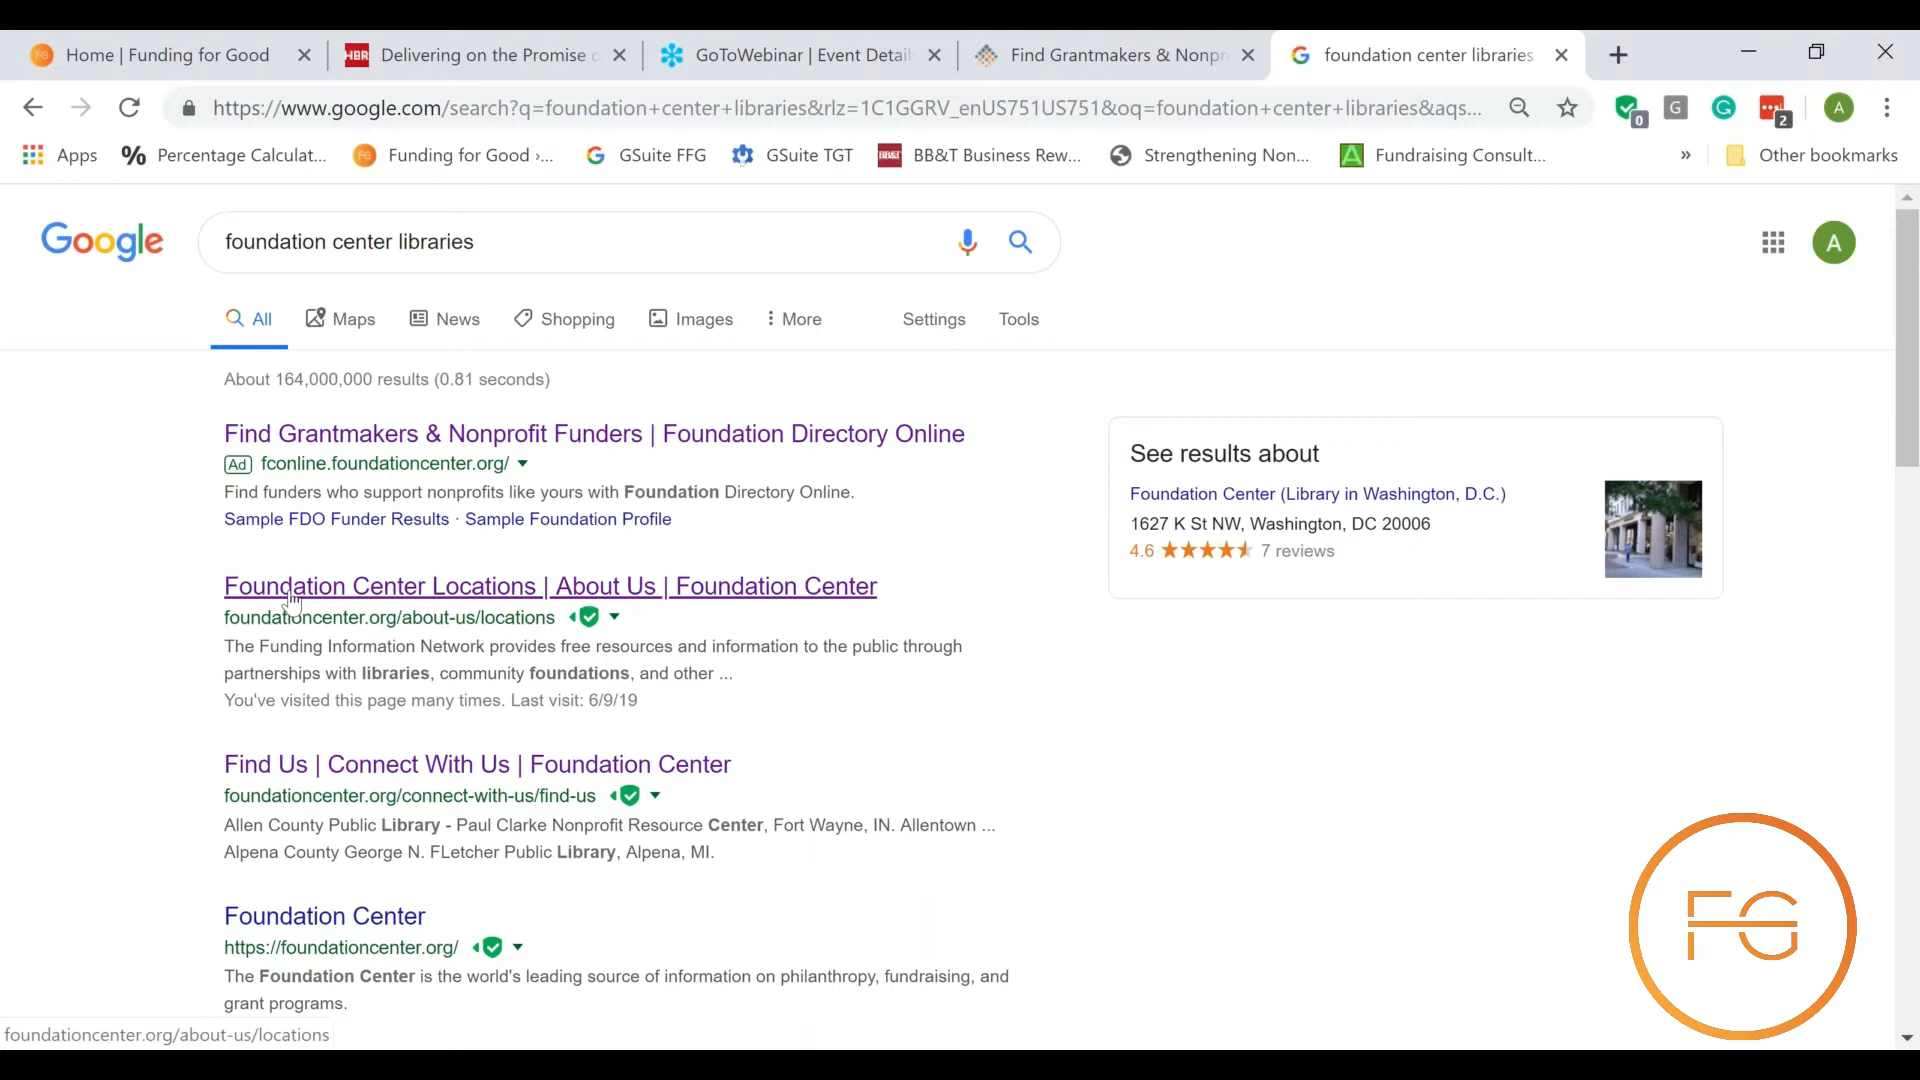 Home | Funding for Good
HBR Delivering on the Promise
GoToWebinar | Event Detail
Find Grantmakers & Nonpr
foundation center libraries
https://www.google.com/search?q=foundation+center+libraries&rlz=1C1GGRV_enUS751US751&oq=foundation+center+libraries&aqs...
0
G
2
A
Apps
% Percentage Calculat...
FG Funding for Good ›...
GSuite FFG
GSuite TGT
BB&T BB&T Business Rew...
Strengthening Non...
A Fundraising Consult...
»
Other bookmarks
Google
foundation center libraries
A
All
Maps
News
Shopping
Images
More
Settings
Tools
About 164,000,000 results (0.81 seconds)
Find Grantmakers & Nonprofit Funders | Foundation Directory Online
Ad fconline.foundationcenter.org/
Find funders who support nonprofits like yours with Foundation Directory Online.
Sample FDO Funder Results · Sample Foundation Profile
Foundation Center Locations | About Us | Foundation Center
foundationcenter.org/about-us/locations
The Funding Information Network provides free resources and information to the public through
partnerships with libraries, community foundations, and other ...
You've visited this page many times. Last visit: 6/9/19
Find Us | Connect With Us | Foundation Center
foundationcenter.org/connect-with-us/find-us
Allen County Public Library - Paul Clarke Nonprofit Resource Center, Fort Wayne, IN. Allentown ...
Alpena County George N. FLetcher Public Library, Alpena, MI.
Foundation Center
https://foundationcenter.org/
The Foundation Center is the world's leading source of information on philanthropy, fundraising, and
grant programs.
See results about
Foundation Center (Library in Washington, D.C.)
1627 K St NW, Washington, DC 20006
4.6 7 reviews
FG
foundationcenter.org/about-us/locations